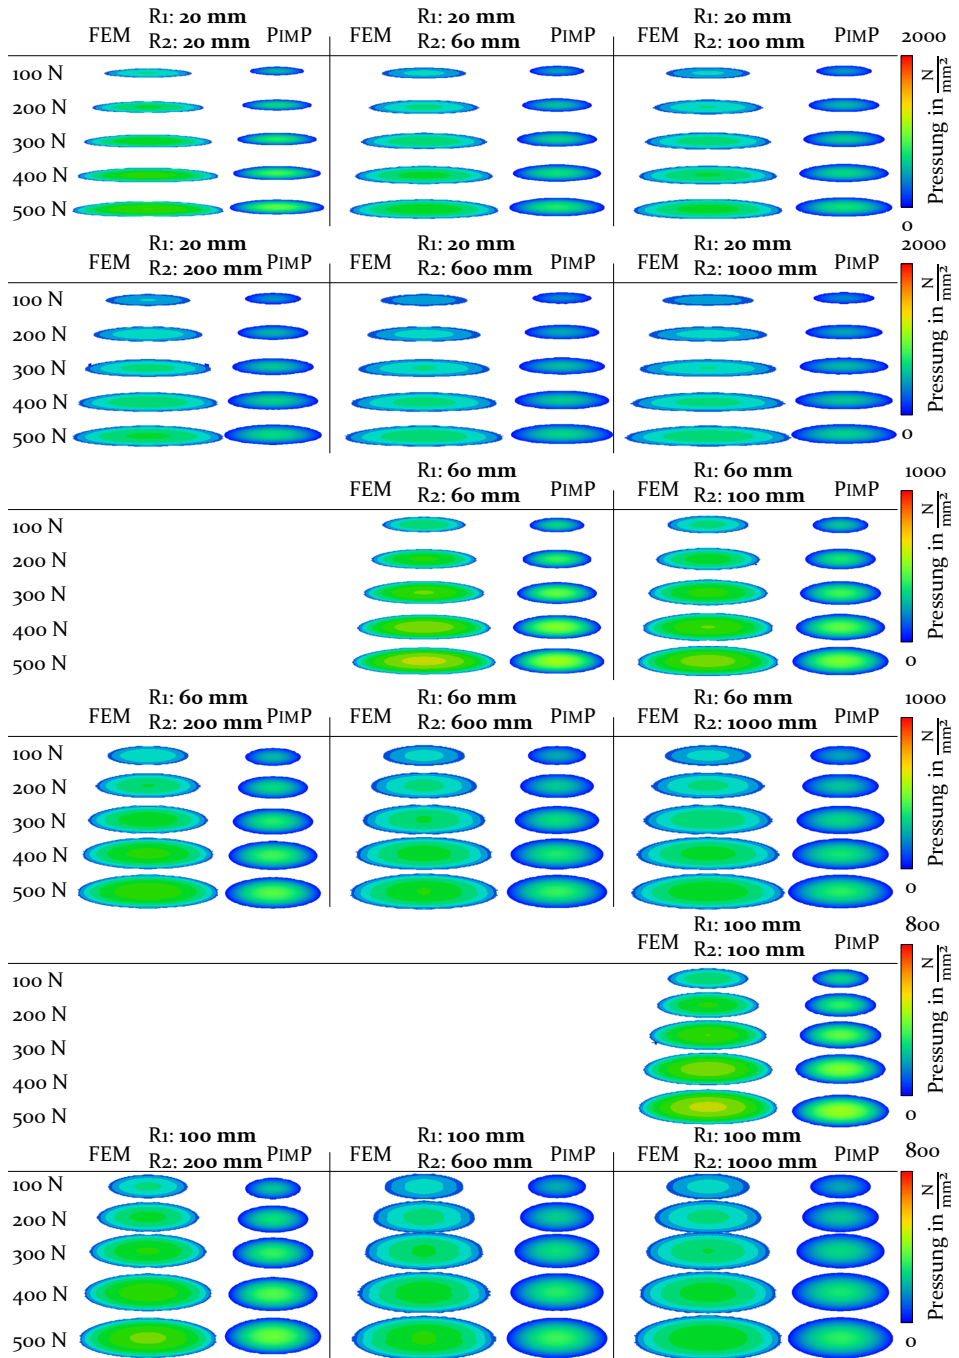 R1: 20 mm R1: 20 mm R1: 20 mm
FEM R2: 20 mm PIMP FEM R2: 60 mm PIMP FEM R2: 100 mm PIMP 2000
100 N
200 N
300 N
400 N
500 N
Pressung in N/mm²
0
R1: 20 mm R1: 20 mm R1: 20 mm
FEM R2: 200 mm PIMP FEM R2: 600 mm PIMP FEM R2: 1000 mm PIMP 2000
100 N
200 N
300 N
400 N
500 N
Pressung in N/mm²
0
R1: 60 mm R1: 60 mm
FEM R2: 60 mm PIMP FEM R2: 100 mm PIMP 1000
100 N
200 N
300 N
400 N
500 N
Pressung in N/mm²
0
R1: 60 mm R1: 60 mm R1: 60 mm
FEM R2: 200 mm PIMP FEM R2: 600 mm PIMP FEM R2: 1000 mm PIMP 1000
100 N
200 N
300 N
400 N
500 N
Pressung in N/mm²
0
R1: 100 mm
FEM R2: 100 mm PIMP 800
100 N
200 N
300 N
400 N
500 N
Pressung in N/mm²
0
R1: 100 mm R1: 100 mm R1: 100 mm
FEM R2: 200 mm PIMP FEM R2: 600 mm PIMP FEM R2: 1000 mm PIMP 800
100 N
200 N
300 N
400 N
500 N
Pressung in N/mm²
0